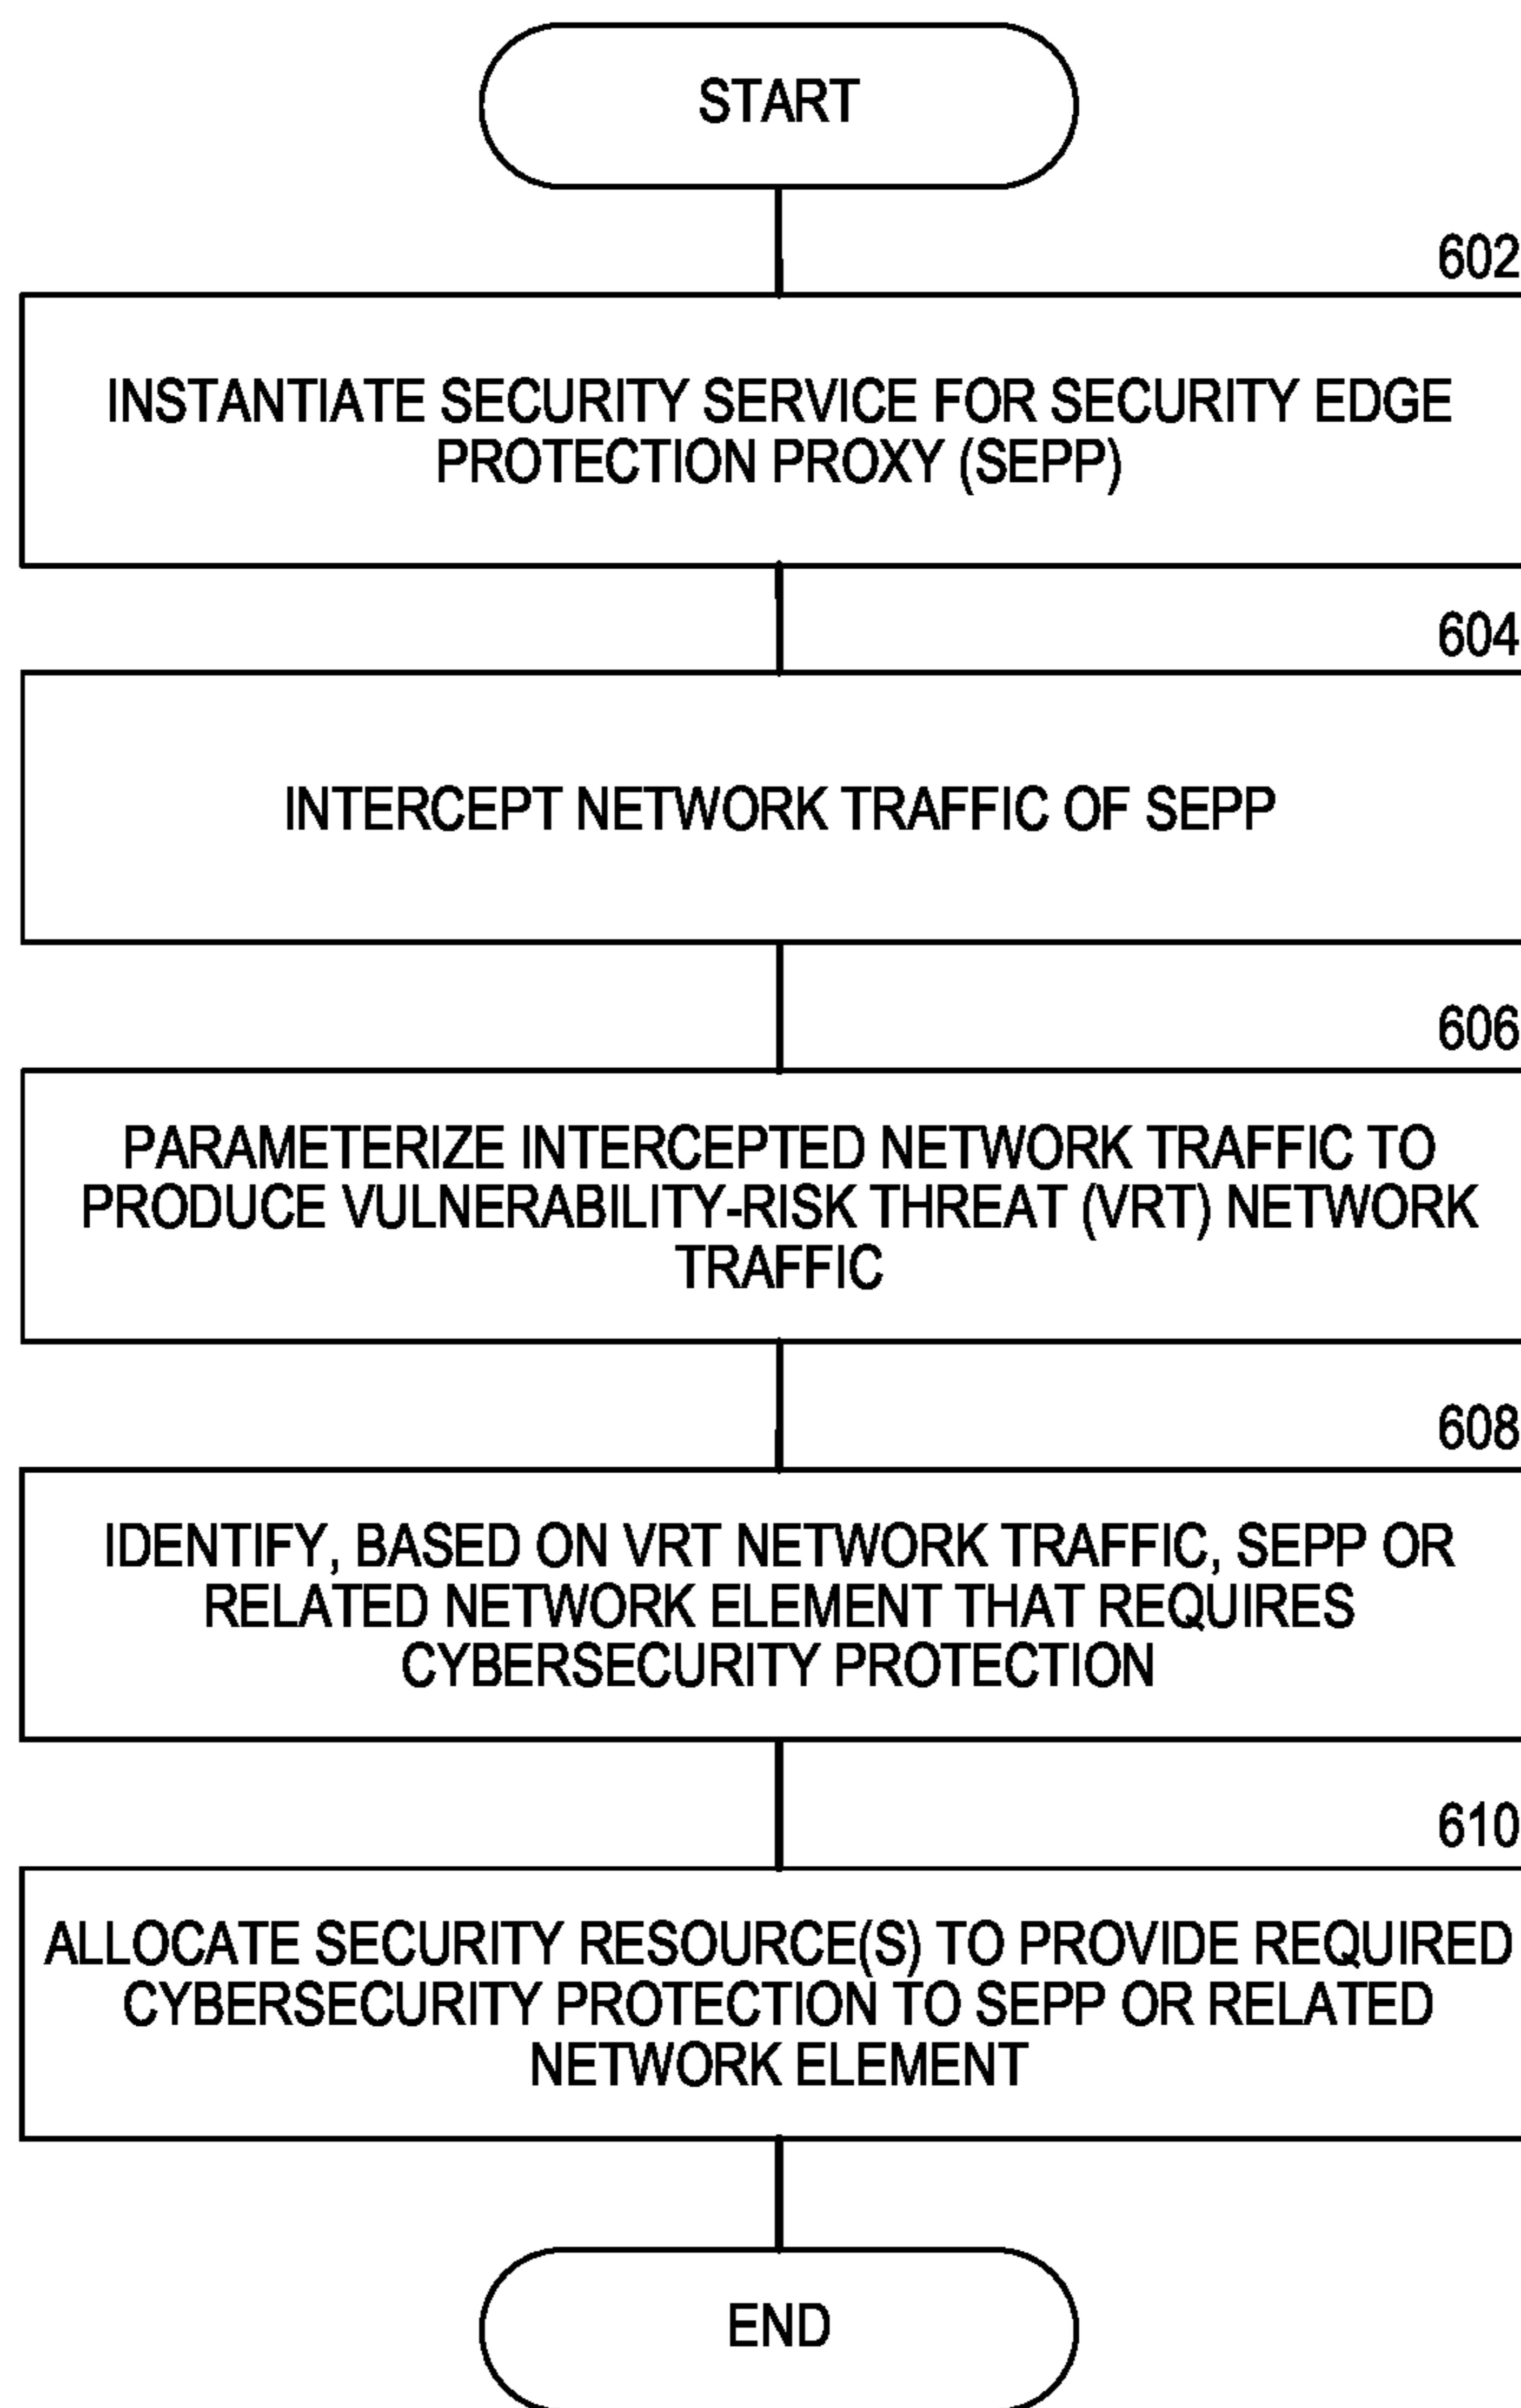 START
602
INSTANTIATE SECURITY SERVICE FOR SECURITY EDGE
PROTECTION PROXY (SEPP)
604
INTERCEPT NETWORK TRAFFIC OF SEPP
606
PARAMETERIZE INTERCEPTED NETWORK TRAFFIC TO
PRODUCE VULNERABILITY-RISK THREAT (VRT) NETWORK
TRAFFIC
608
IDENTIFY, BASED ON VRT NETWORK TRAFFIC, SEPP OR
RELATED NETWORK ELEMENT THAT REQUIRES
CYBERSECURITY PROTECTION
610
ALLOCATE SECURITY RESOURCE(S) TO PROVIDE REQUIRED
CYBERSECURITY PROTECTION TO SEPP OR RELATED
NETWORK ELEMENT
END